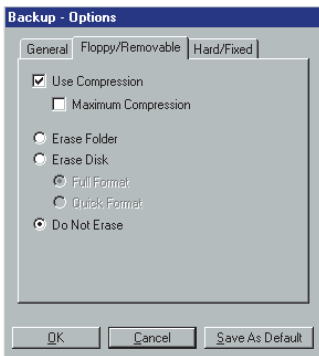 Backup - Options
General Floppy/Removable Hard/Fixed
Use Compression
Maximum Compression
Erase Folder
Erase Disk
Full Format
Quick Format
Do Not Erase
OK Cancel Save As Default